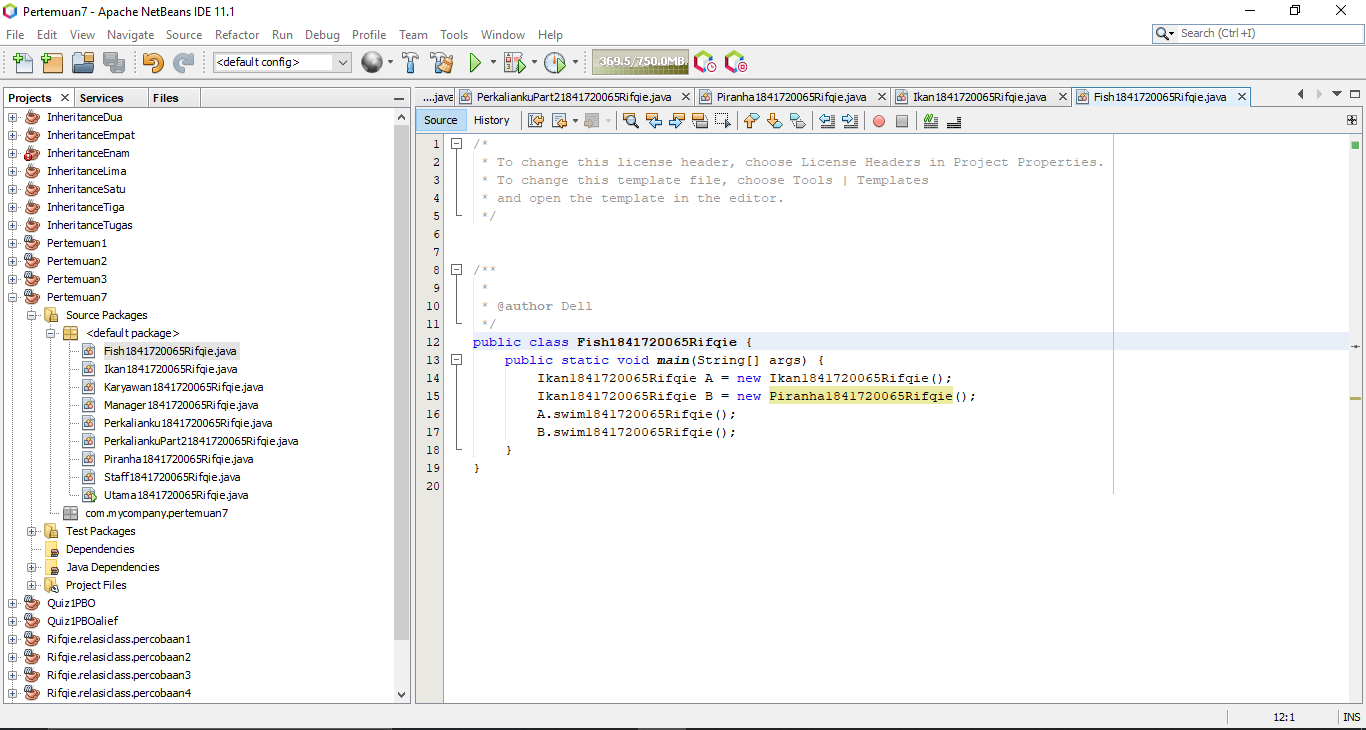 Pertemuan7 - Apache NetBeans IDE 11.1
File Edit View Navigate Source Refactor Run Debug Profile Team Tools Window Help
Search (Ctrl+I)
<default config>
369.5/750.0MB
Projects Services Files
InheritanceDua
InheritanceEmpat
InheritanceEnam
InheritanceLima
InheritanceSatu
InheritanceTiga
InheritanceTugas
Pertemuan1
Pertemuan2
Pertemuan3
Pertemuan7
Source Packages
<default package>
Fish1841720065Rifqie.java
Ikan1841720065Rifqie.java
Karyawan1841720065Rifqie.java
Manager1841720065Rifqie.java
Perkalianku1841720065Rifqie.java
PerkaliankuPart21841720065Rifqie.java
Piranha1841720065Rifqie.java
Staff1841720065Rifqie.java
Utama1841720065Rifqie.java
com.mycompany.pertemuan7
Test Packages
Dependencies
Java Dependencies
Project Files
Quiz1PBO
Quiz1PBOalief
Rifqie.relasiclass.percobaan1
Rifqie.relasiclass.percobaan2
Rifqie.relasiclass.percobaan3
Rifqie.relasiclass.percobaan4
...java PerkaliankuPart21841720065Rifqie.java Piranha1841720065Rifqie.java Ikan1841720065Rifqie.java Fish1841720065Rifqie.java
Source History
1 /*
2 * To change this license header, choose License Headers in Project Properties.
3 * To change this template file, choose Tools | Templates
4 * and open the template in the editor.
5 */
6
7
8 /**
9 *
10 * @author Dell
11 */
12 public class Fish1841720065Rifqie {
13 public static void main(String[] args) {
14 Ikan1841720065Rifqie A = new Ikan1841720065Rifqie();
15 Ikan1841720065Rifqie B = new Piranha1841720065Rifqie();
16 A.swim1841720065Rifqie();
17 B.swim1841720065Rifqie();
18 }
19 }
20
12:1 INS